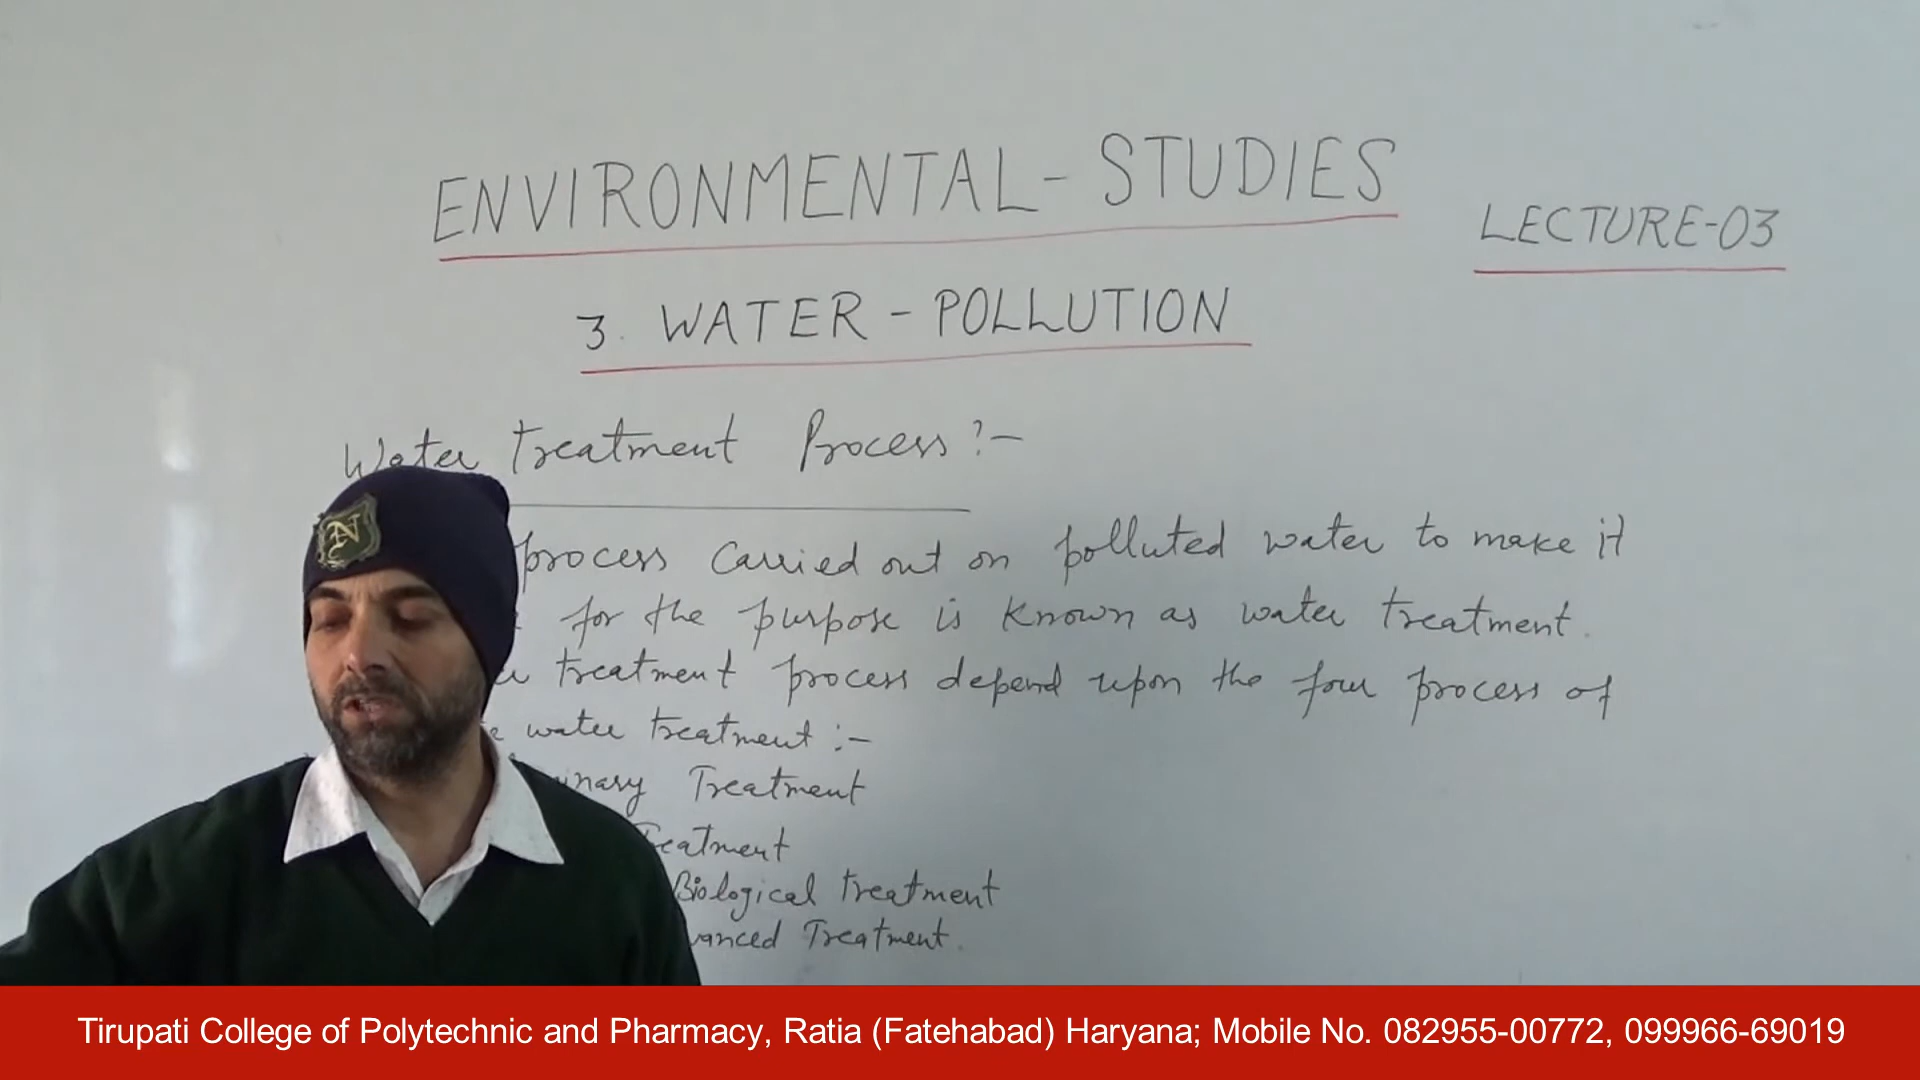 ENVIRONMENTAL - STUDIES
LECTURE-03
3. WATER - POLLUTION
Water Treatment Process :-
process carried out on polluted water to make it
for the purpose is known as water treatment.
treatment process depend upon the four process of
water treatment :-
Treatment
Treatment
Biological treatment
Treatment.
N
Tirupati College of Polytechnic and Pharmacy, Ratia (Fatehabad) Haryana; Mobile No. 082955-00772, 099966-69019